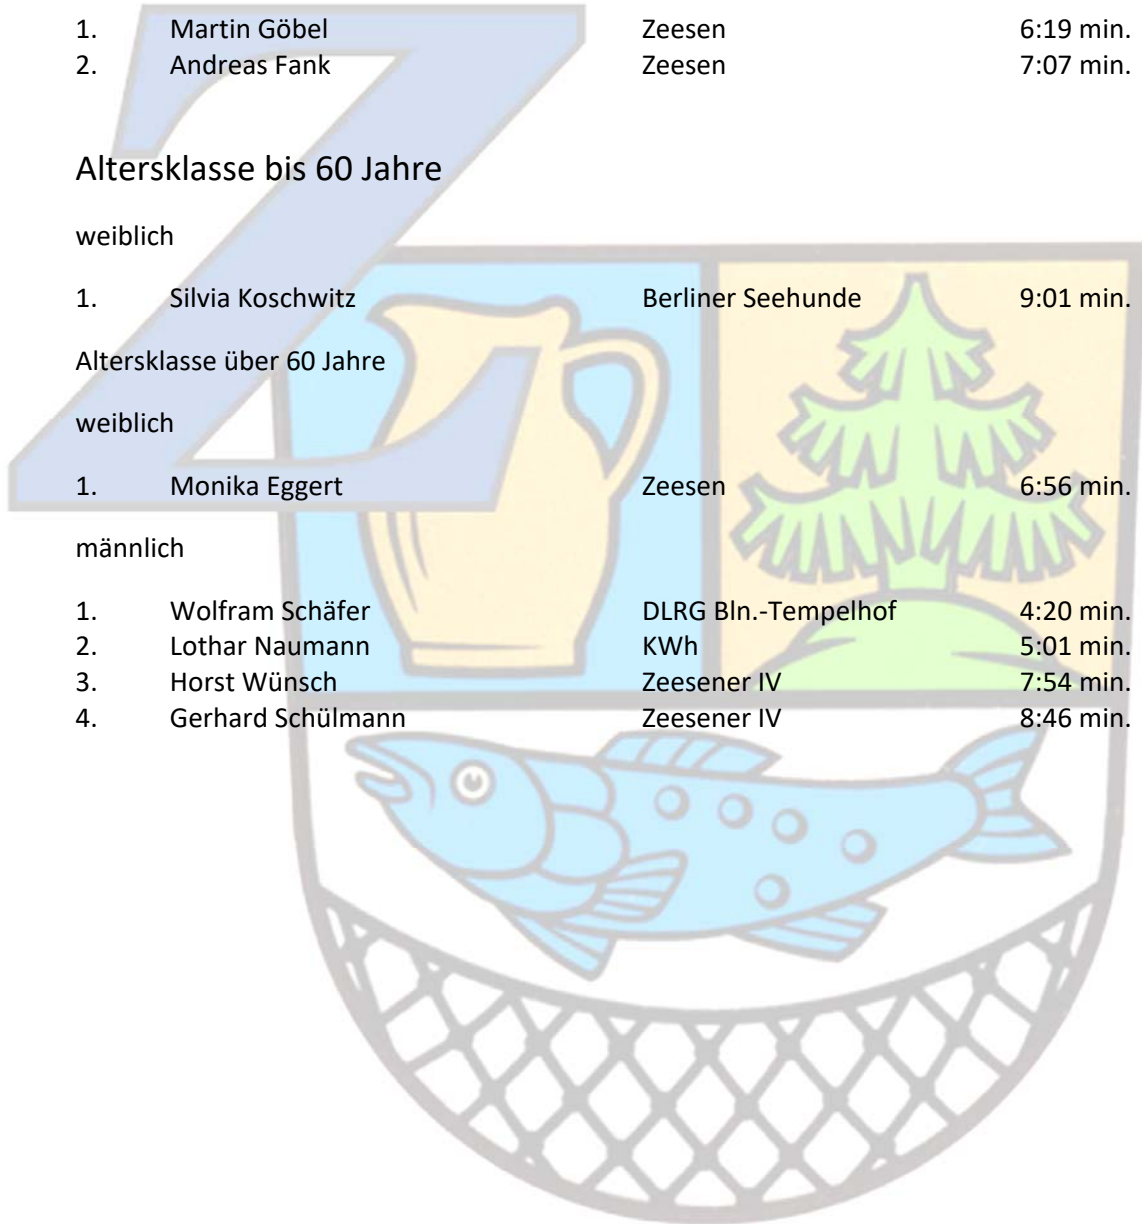 1. Martin Göbel Zeesen 6:19 min.
2. Andreas Fank Zeesen 7:07 min.
Altersklasse bis 60 Jahre
weiblich
1. Silvia Koschwitz Berliner Seehunde 9:01 min.
Altersklasse über 60 Jahre
weiblich
1. Monika Eggert Zeesen 6:56 min.
männlich
1. Wolfram Schäfer DLRG Bln.-Tempelhof 4:20 min.
2. Lothar Naumann KWh 5:01 min.
3. Horst Wünsch Zeesener IV 7:54 min.
4. Gerhard Schülmann Zeesener IV 8:46 min.